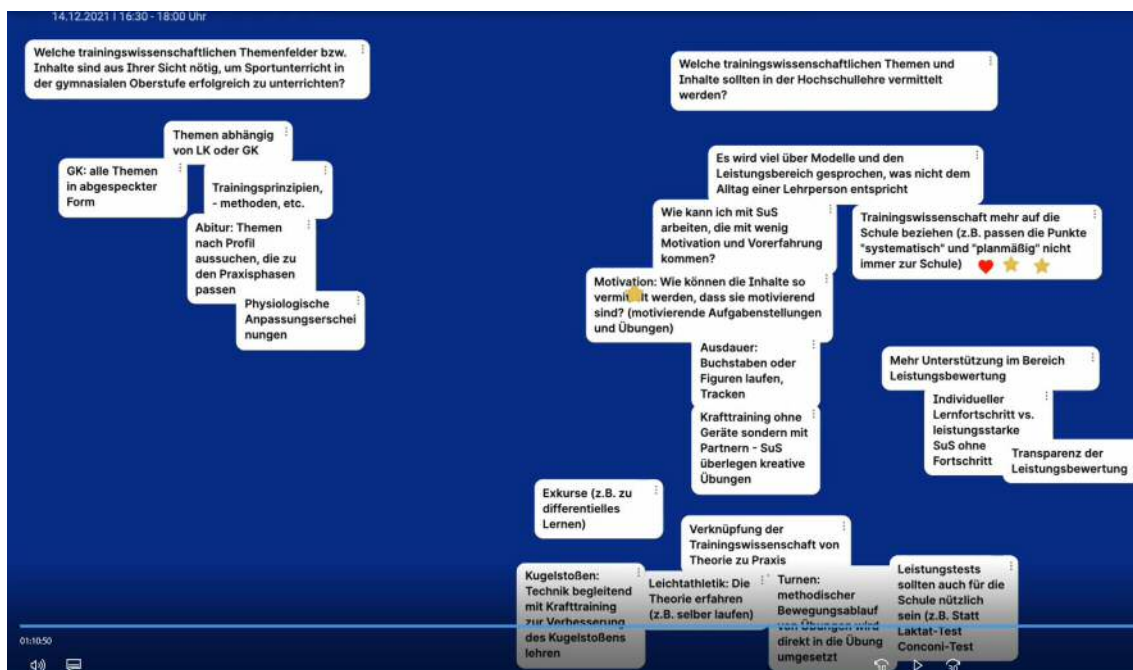 14.12.2021 | 16:30 - 18:00 Uhr
Welche trainingswissenschaftlichen Themenfelder bzw.
Inhalte sind aus Ihrer Sicht nötig, um Sportunterricht in
der gymnasialen Oberstufe erfolgreich zu unterrichten?
Themen abhängig
von LK oder GK
GK: alle Themen
in abgespeckter
Form
Trainingsprinzipien,
- methoden, etc.
Abitur: Themen
nach Profil
aussuchen, die zu
den Praxisphasen
passen
Physiologische
Anpassungserschei
nungen
Welche trainingswissenschaftlichen Themen und
Inhalte sollten in der Hochschullehre vermittelt
werden?
Es wird viel über Modelle und den
Leistungsbereich gesprochen, was nicht dem
Alltag einer Lehrperson entspricht
Wie kann ich mit SuS
arbeiten, die mit wenig
Motivation und Vorerfahrung
kommen?
Trainingswissenschaft mehr auf die
Schule beziehen (z.B. passen die Punkte
"systematisch" und "planmäßig" nicht
immer zur Schule)
Motivation: Wie können die Inhalte so
vermittelt werden, dass sie motivierend
sind? (motivierende Aufgabenstellungen
und Übungen)
Ausdauer:
Buchstaben oder
Figuren laufen,
Tracken
Krafttraining ohne
Geräte sondern mit
Partnern - SuS
überlegen kreative
Übungen
Mehr Unterstützung im Bereich
Leistungsbewertung
Individueller
Lernfortschritt vs.
leistungsstarke
SuS ohne
Fortschritt
Transparenz der
Leistungsbewertung
Exkurse (z.B. zu
differentielles
Lernen)
Verknüpfung der
Trainingswissenschaft von
Theorie zu Praxis
Kugelstoßen:
Technik begleitend
mit Krafttraining
zur Verbesserung
des Kugelstoßens
lehren
Leichtathletik: Die
Theorie erfahren
(z.B. selber laufen)
Turnen:
methodischer
Bewegungsablauf
von Übungen wird
direkt in die Übung
umgesetzt
Leistungstests
sollten auch für die
Schule nützlich
sein (z.B. Statt
Laktat-Test
Conconi-Test
01:10:50
10
30